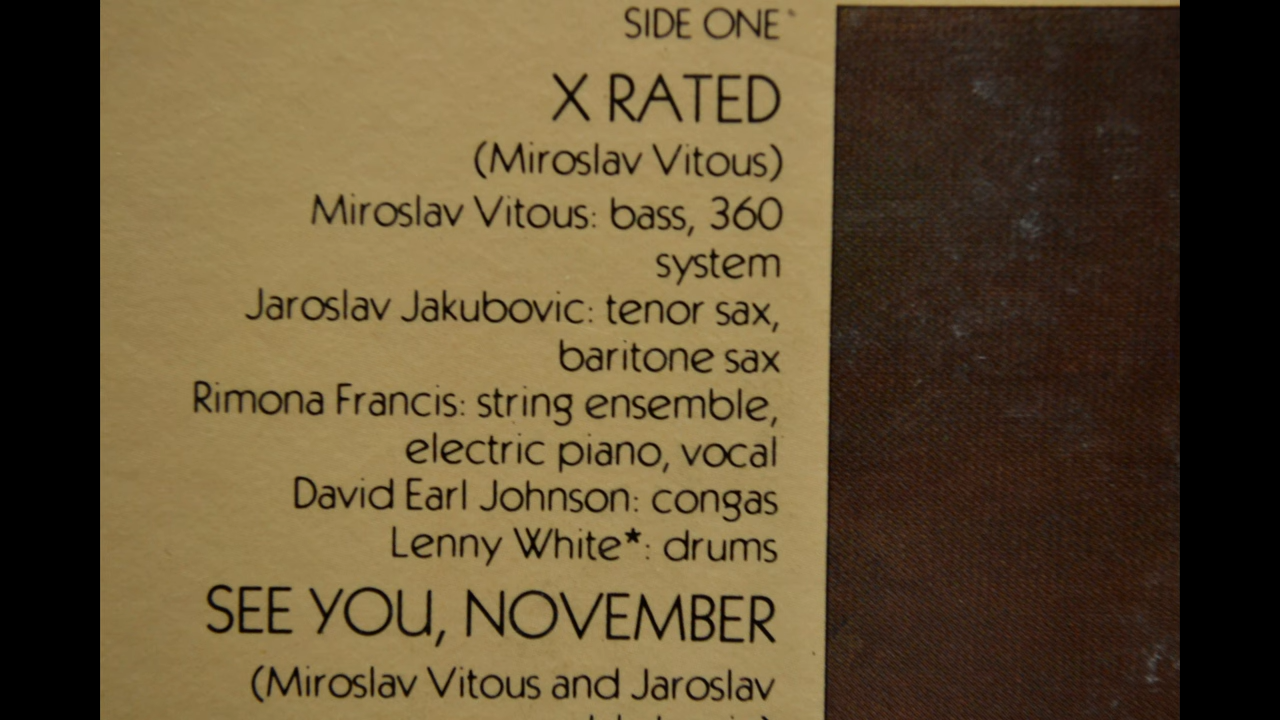 SIDE ONE
X RATED
(Miroslav Vitous)
Miroslav Vitous: bass, 360
system
Jaroslav Jakubovic: tenor sax,
baritone sax
Rimona Francis: string ensemble,
electric piano, vocal
David Earl Johnson: congas
Lenny White*: drums
SEE YOU, NOVEMBER
(Miroslav Vitous and Jaroslav